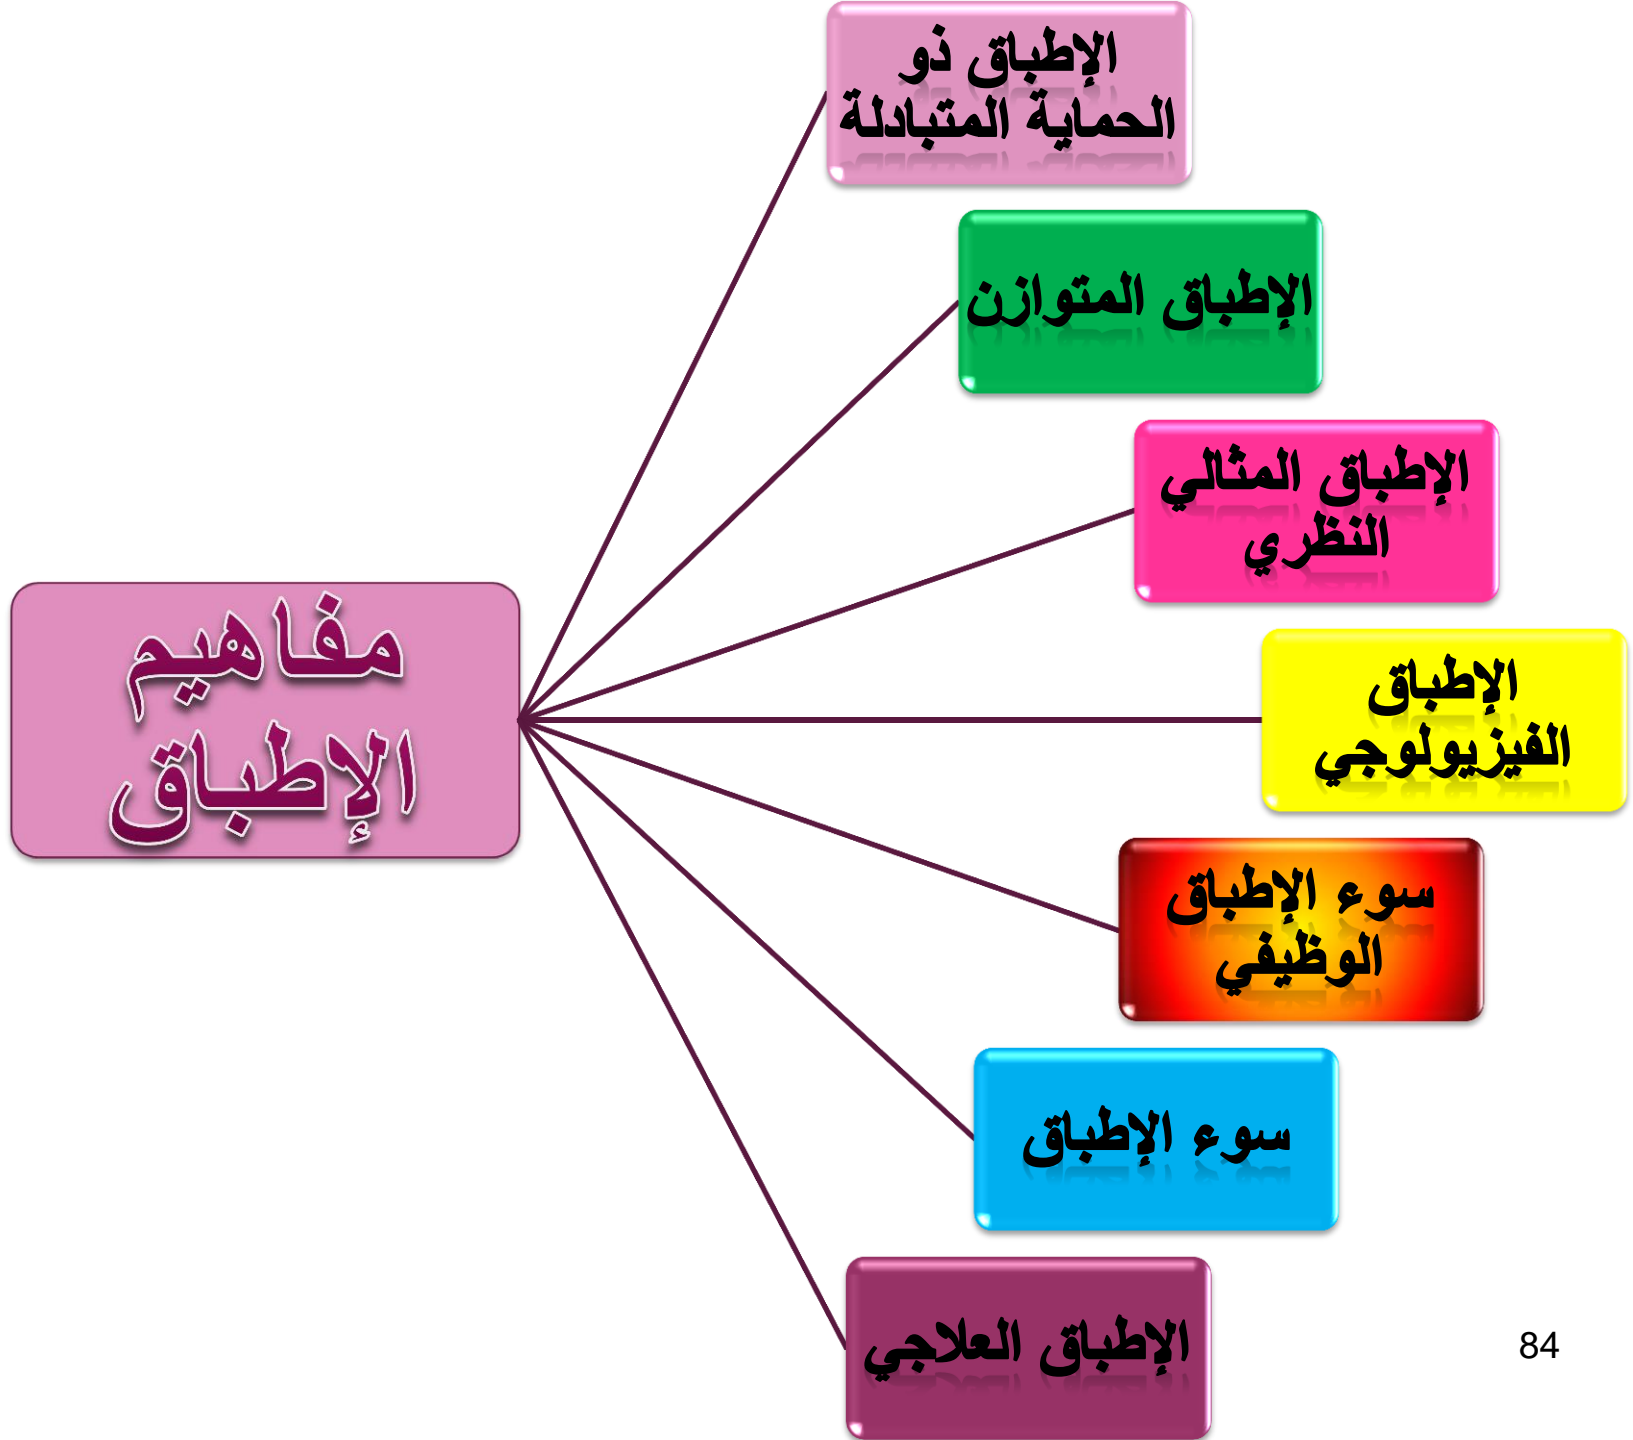 الإطباق ذو
الحماية المتبادلة
الإطباق المتوازن
الإطباق المثالي
النظري
مفاهيم
الإطباق
الإطباق
الفيزيولوجي
سوء الإطباق
الوظيفي
سوء الإطباق
الإطباق العلاجي
84